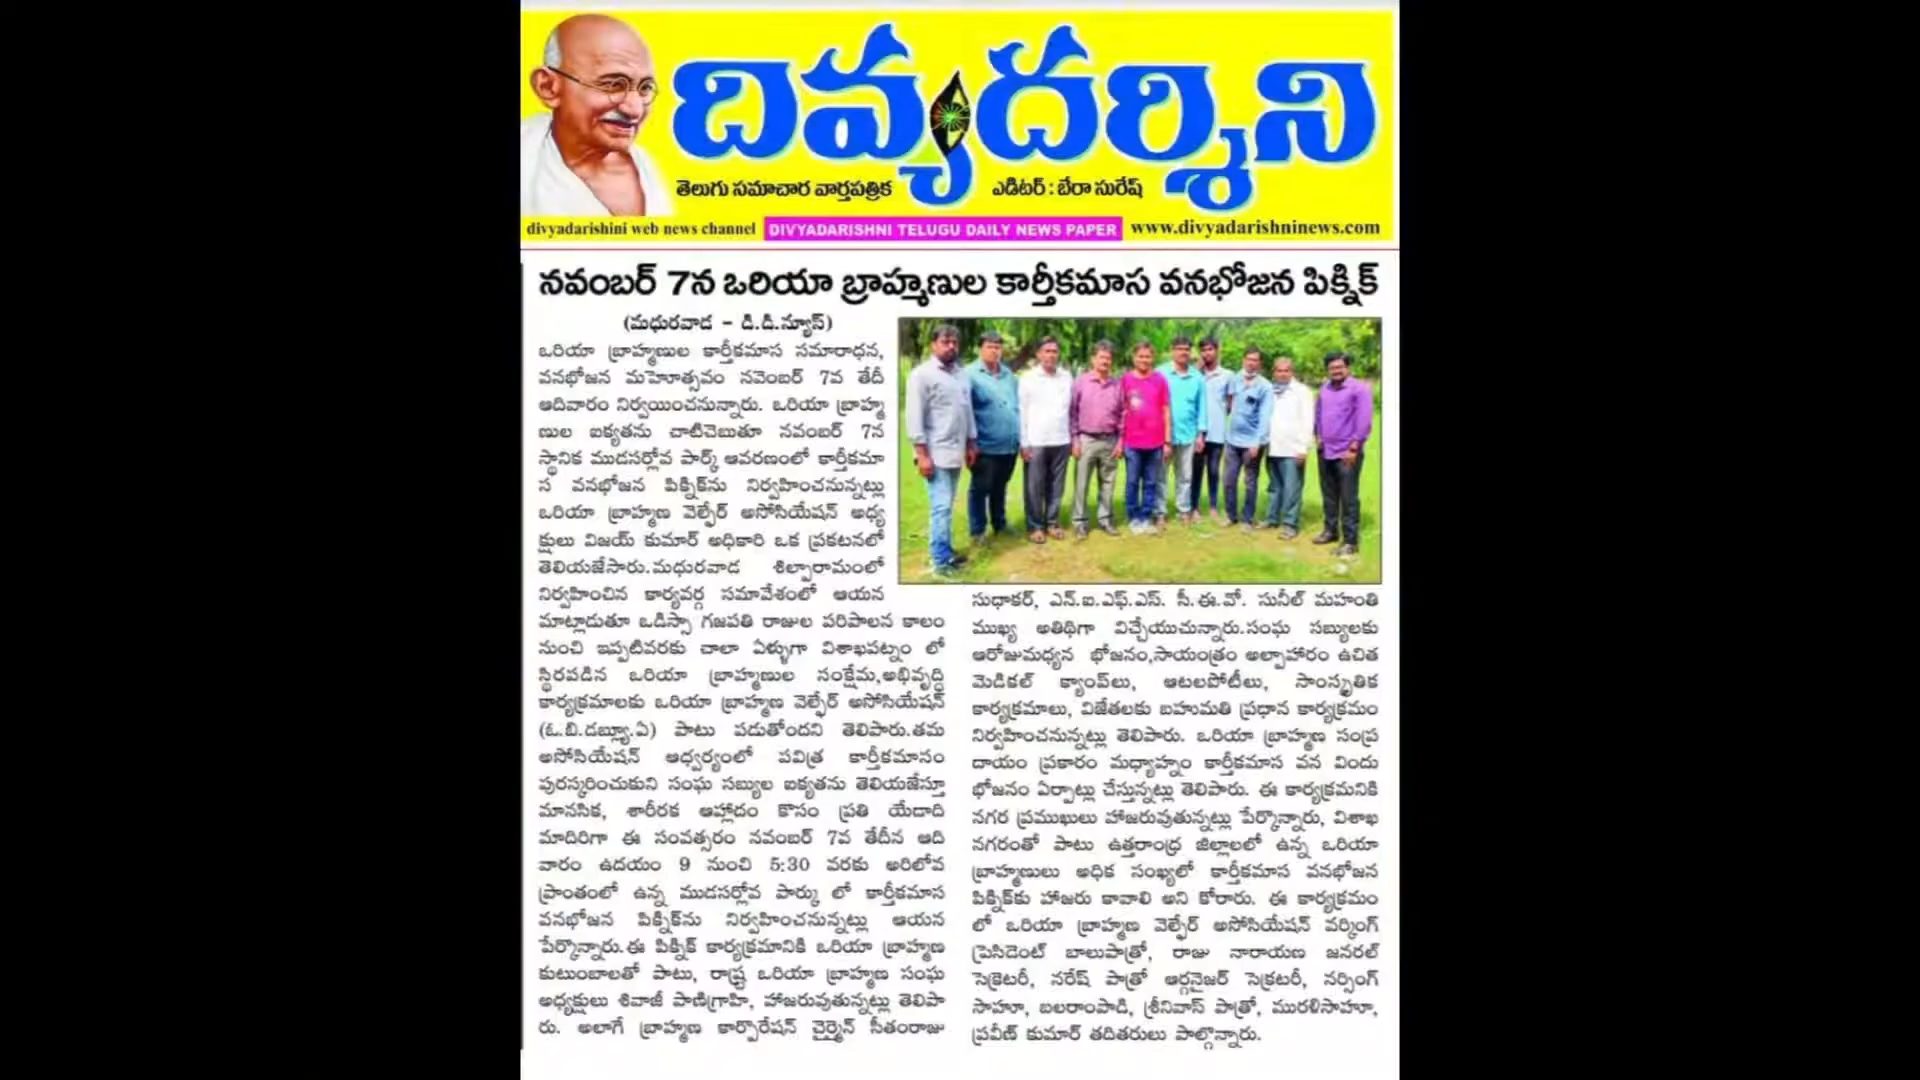 దివ్యదర్శిని
తెలుగు సమాచార వార్తపత్రిక
ఎడిటర్ : బేరా సురేష్
divyadarishini web news channel DIVYADARISHNI TELUGU DAILY NEWS PAPER www.divyadarishninews.com
నవంబర్ 7న ఒరియా బ్రాహ్మణుల కార్తీకమాస వనభోజన పిక్నిక్
(మధురవాడ - డి.డి.న్యూస్)
ఒరియా బ్రాహ్మణుల కార్తీకమాస సమారాధన,
వనభోజన మహెూత్సవం నవెంబర్ 7వ తేదీ
ఆదివారం నిర్వయించనున్నారు. ఒరియా బ్రాహ్మ
ణుల ఐక్యతను చాటిచెబుతూ నవంబర్ 7న
స్థానిక ముడసర్లోవ పార్క్ ఆవరణంలో కార్తీకమా
స వనభోజన పిక్నిక్‌ను నిర్వహించనున్నట్లు
ఒరియా బ్రాహ్మణ వెల్ఫేర్ అసోసియేషన్ అధ్య
క్షులు విజయ్ కుమార్ అధికారి ఒక ప్రకటనలో
తెలియజేసారు.మధురవాడ శిల్పారామంలో
నిర్వహించిన కార్యవర్గ సమావేశంలో ఆయన
మాట్లాడుతూ ఒడిస్సా గజపతి రాజుల పరిపాలన కాలం
నుంచి ఇప్పటివరకు చాలా ఏళ్ళుగా విశాఖపట్నం లో
స్థిరపడిన ఒరియా బ్రాహ్మణుల సంక్షేమ,అభివృద్ధి
కార్యక్రమాలకు ఒరియా బ్రాహ్మణ వెల్ఫేర్ అసోసియేషన్
(ఓ.బి.డబ్ల్యూ.ఏ) పాటు పడుతోందని తెలిపారు.తమ
అసోసియేషన్ ఆధ్వర్యంలో పవిత్ర కార్తీకమాసం
పురస్కరించుకుని సంఘ సభ్యుల ఐక్యతను తెలియజేస్తూ
మానసిక, శారీరక ఆహ్లాదం కొసం ప్రతి యేడాది
మాదిరిగా ఈ సంవత్సరం నవంబర్ 7వ తేదీన ఆది
వారం ఉదయం 9 నుంచి 5:30 వరకు అరిలోవ
ప్రాంతంలో ఉన్న ముడసర్లోవ పార్కు లో కార్తీకమాస
వనభోజన పిక్నిక్‌ను నిర్వహించనున్నట్లు ఆయన
పేర్కొన్నారు.ఈ పిక్నిక్ కార్యక్రమానికి ఒరియా బ్రాహ్మణ
కుటుంబాలతో పాటు, రాష్ట్ర ఒరియా బ్రాహ్మణ సంఘ
అధ్యక్షులు శివాజీ పాణిగ్రాహి, హాజరువుతున్నట్లు తెలిపా
రు. అలాగే బ్రాహ్మణ కార్పొరేషన్ చైర్మైన్ సీతంరాజు
సుధాకర్, ఎన్.ఐ.ఎఫ్.ఎస్. సీ.ఈ.వో. సునీల్ మహంతి
ముఖ్య అతిథిగా విచ్చేయుచున్నారు.సంఘ సభ్యులకు
ఆరోజుమధ్యన భోజనం,సాయంత్రం అల్పాహారం ఉచిత
మెడికల్ క్యాంప్‌లు, ఆటలపోటీలు, సాంస్కృతిక
కార్యక్రమాలు, విజేతలకు బహుమతి ప్రధాన కార్యక్రమం
నిర్వహించనున్నట్లు తెలిపారు. ఒరియా బ్రాహ్మణ సంప్ర
దాయం ప్రకారం మధ్యాహ్నం కార్తీకమాస వన విందు
భోజనం ఏర్పాట్లు చేస్తున్నట్లు తెలిపారు. ఈ కార్యక్రమనికి
నగర ప్రముఖులు హాజరువుతున్నట్లు పేర్కొన్నారు, విశాఖ
నగరంతో పాటు ఉత్తరాంధ్ర జిల్లాలలో ఉన్న ఒరియా
బ్రాహ్మణులు అధిక సంఖ్యలో కార్తీకమాస వనభోజన
పిక్నిక్‌కు హాజరు కావాలి అని కోరారు. ఈ కార్యక్రమం
లో ఒరియా బ్రాహ్మణ వెల్ఫేర్ అసోసియేషన్ వర్కింగ్
ప్రెసిడెంట్ బాలుపాత్రో, రాజు నారాయణ జనరల్
సెక్రెటరీ, నరేష్ పాత్రో ఆర్గనైజర్ సెక్రటరీ, నర్సింగ్
సాహూ, బలరాంపాడి, శ్రీనివాస్ పాత్రో, మురళిసాహూ,
ప్రవీణ్ కుమార్ తదితరులు పాల్గొన్నారు.